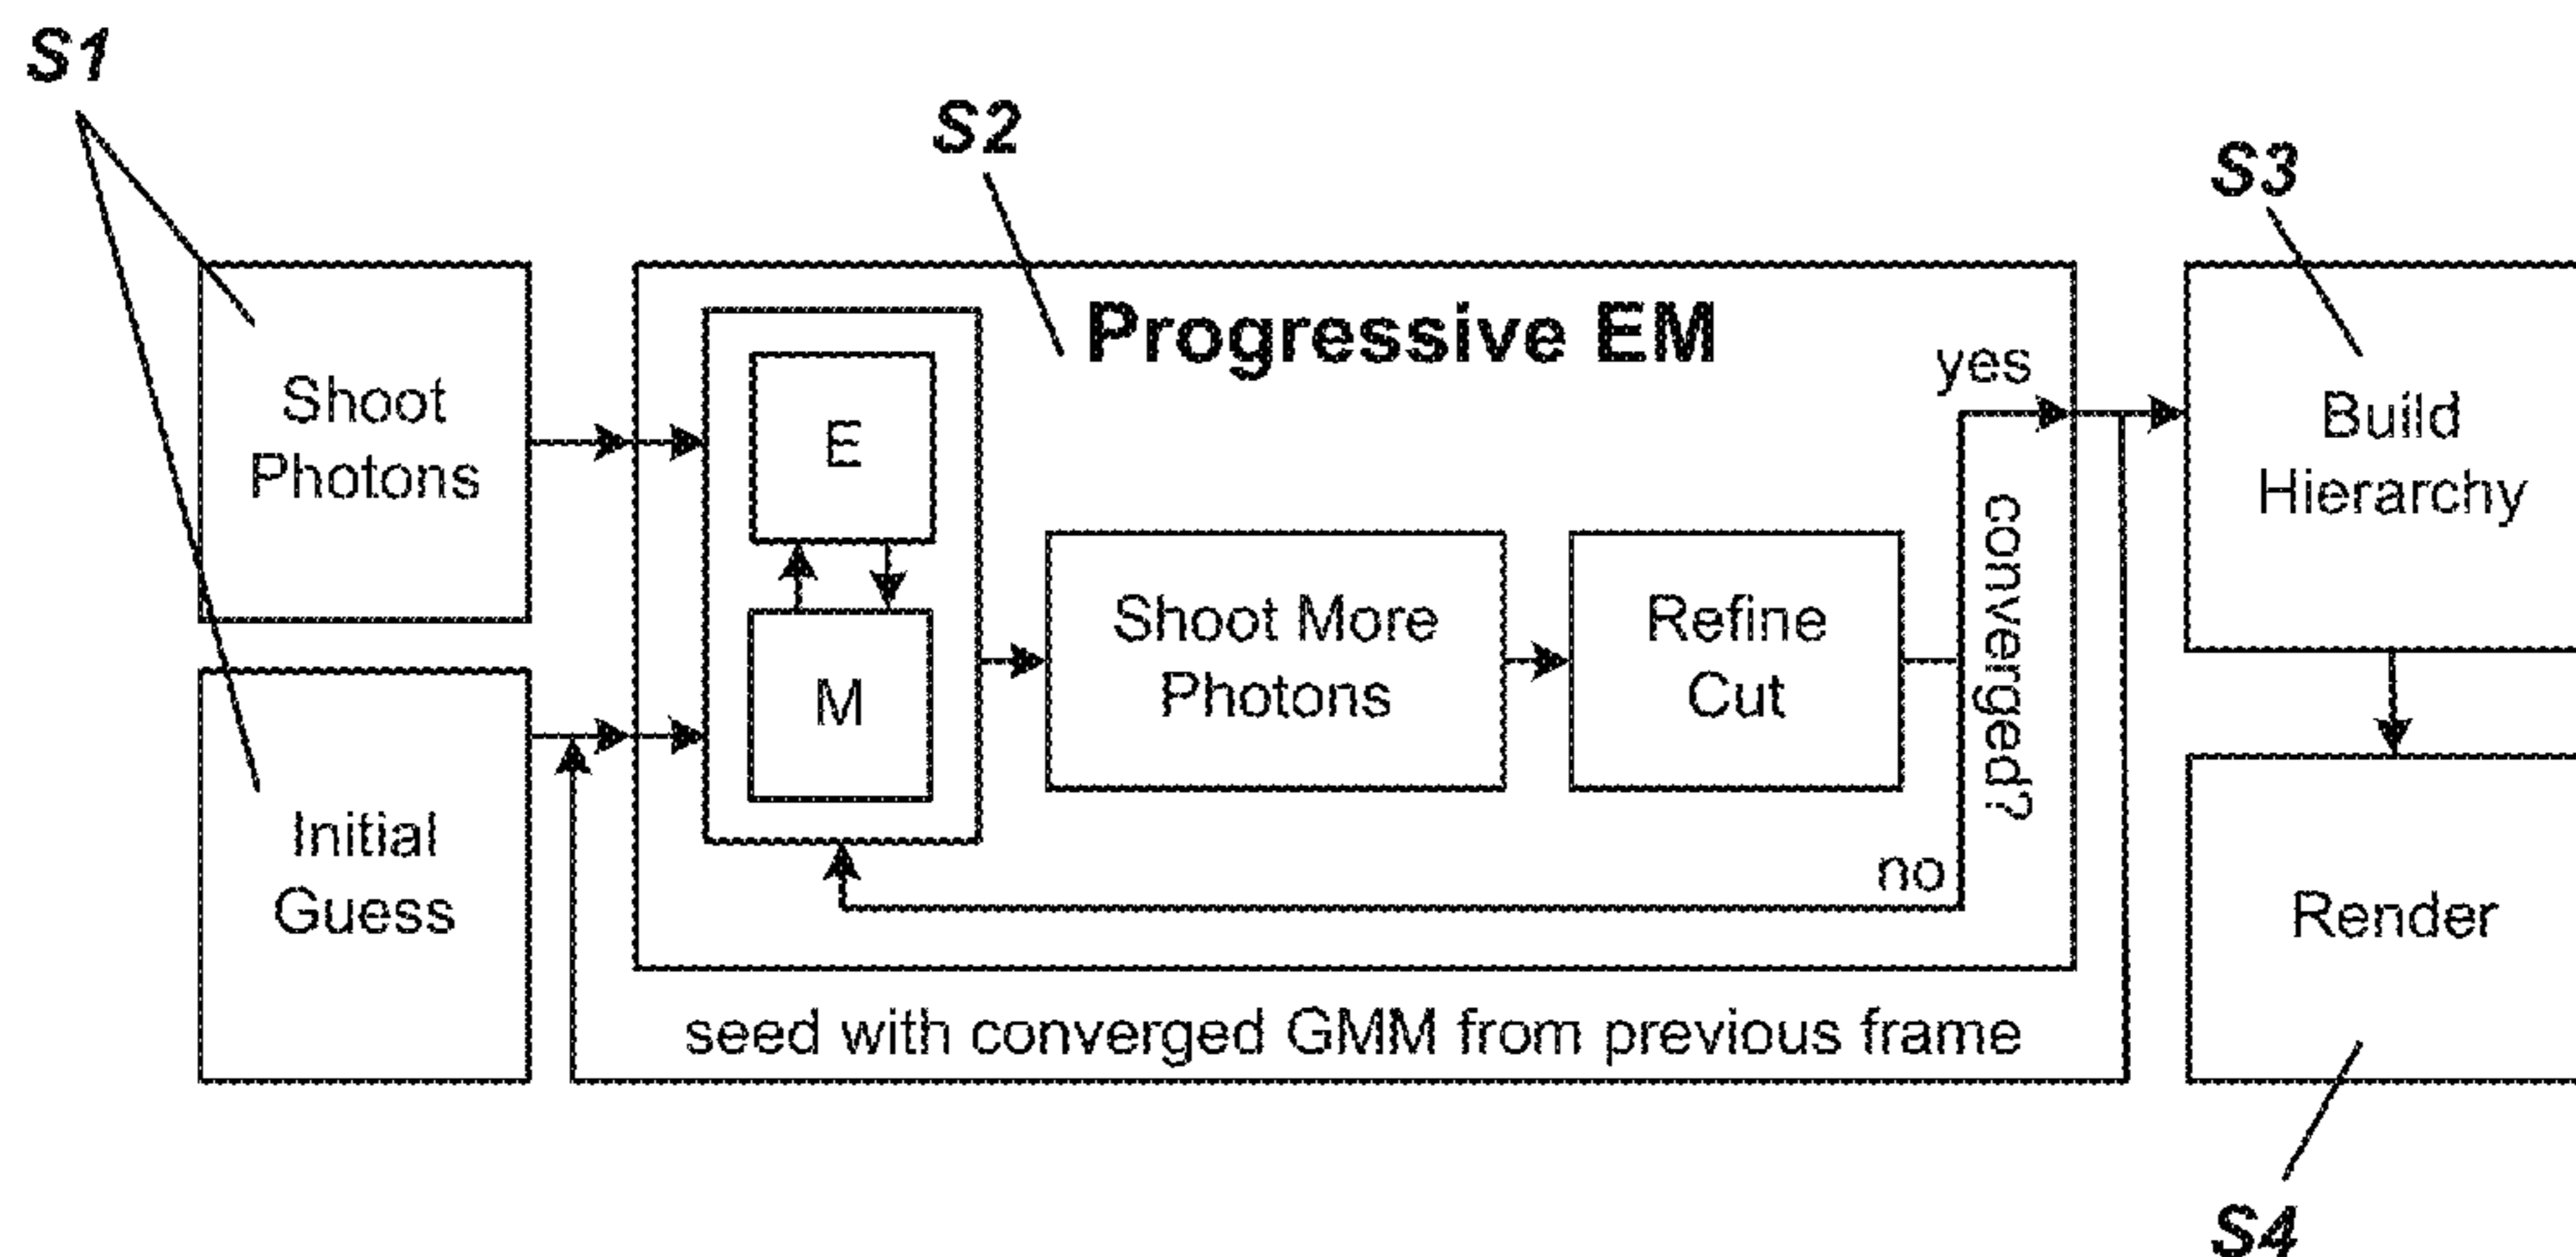 S1
S2
S3
Shoot
Photons
Progressive EM
yes
E
Build
Hierarchy
converged?
Shoot More
Photons
Refine
Cut
M
Initial
Guess
no
Render
seed with converged GMM from previous frame
S4